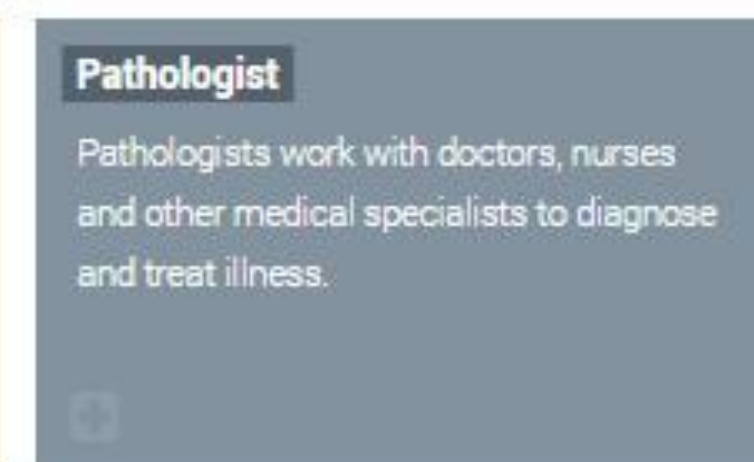 Pathologist
Pathologists work with doctors, nurses
and other medical specialists to diagnose
and treat illness.